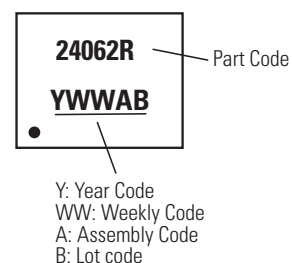 24062R
Part Code
YWWAB
Y: Year Code
WW: Weekly Code
A: Assembly Code
B: Lot code